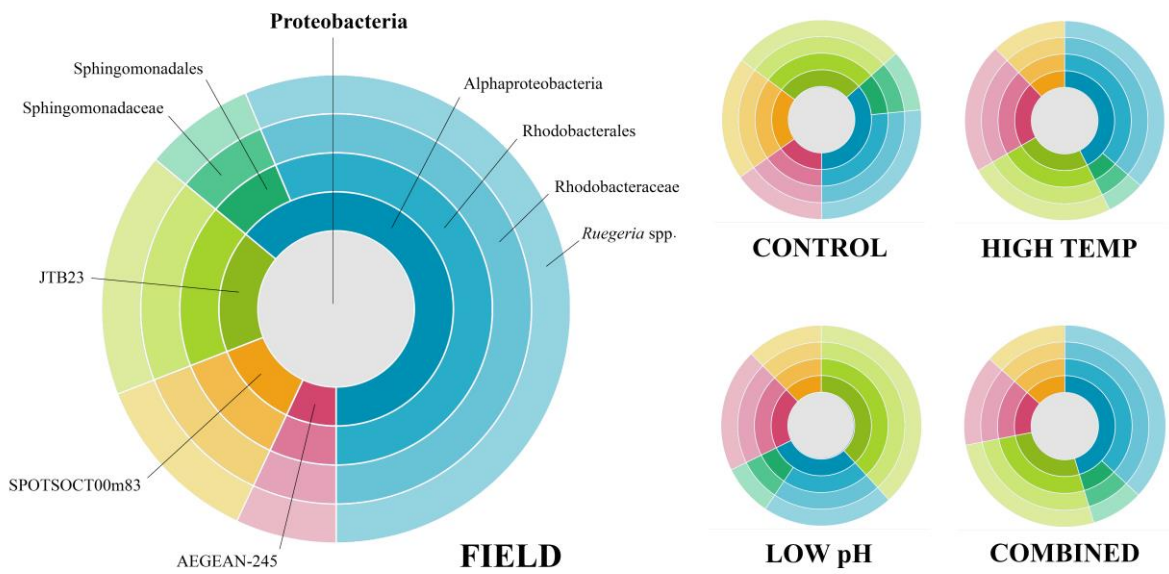 Proteobacteria
Sphingomonadales
Sphingomonadaceae
Alphaproteobacteria
Rhodobacterales
Rhodobacteraceae
Ruegeria spp.
JTB23
SPOTSOCT00m83
AEGEAN-245
FIELD
CONTROL
HIGH TEMP
LOW pH
COMBINED